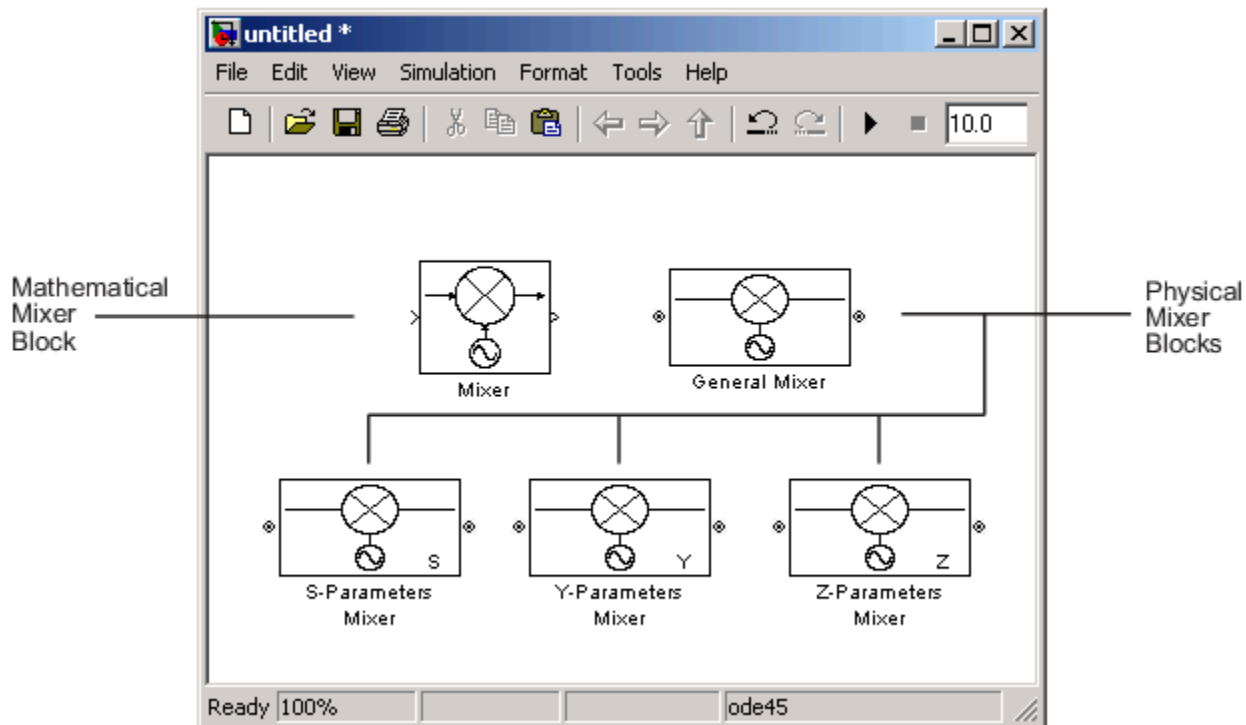 untitled *
File Edit View Simulation Format Tools Help
10.0
Mathematical
Mixer
Block
Physical
Mixer
Blocks
Mixer
General Mixer
S
Y
Z
S-Parameters
Mixer
Y-Parameters
Mixer
Z-Parameters
Mixer
Ready 100% ode45